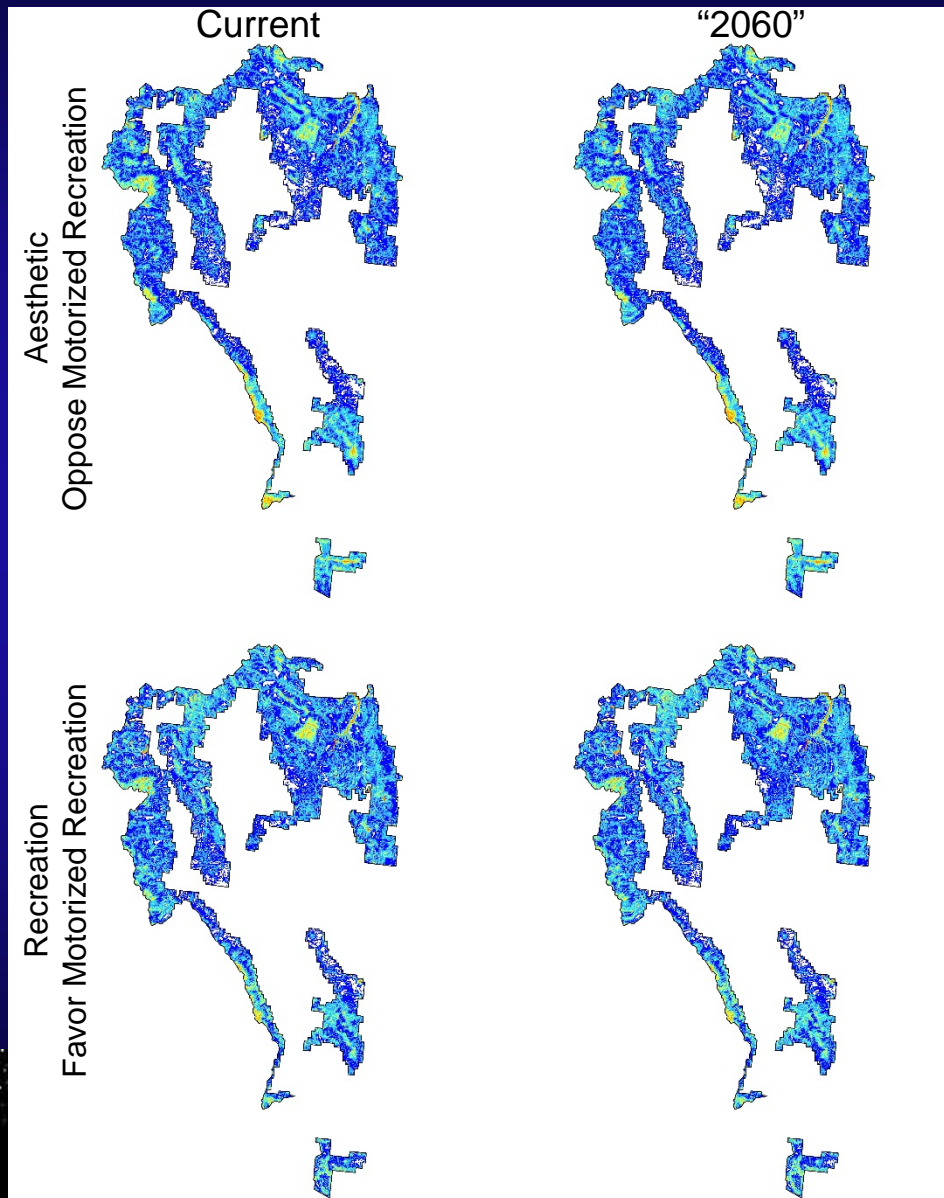 Current
“2060”
Aesthetic
Oppose Motorized Recreation
Recreation
Favor Motorized Recreation